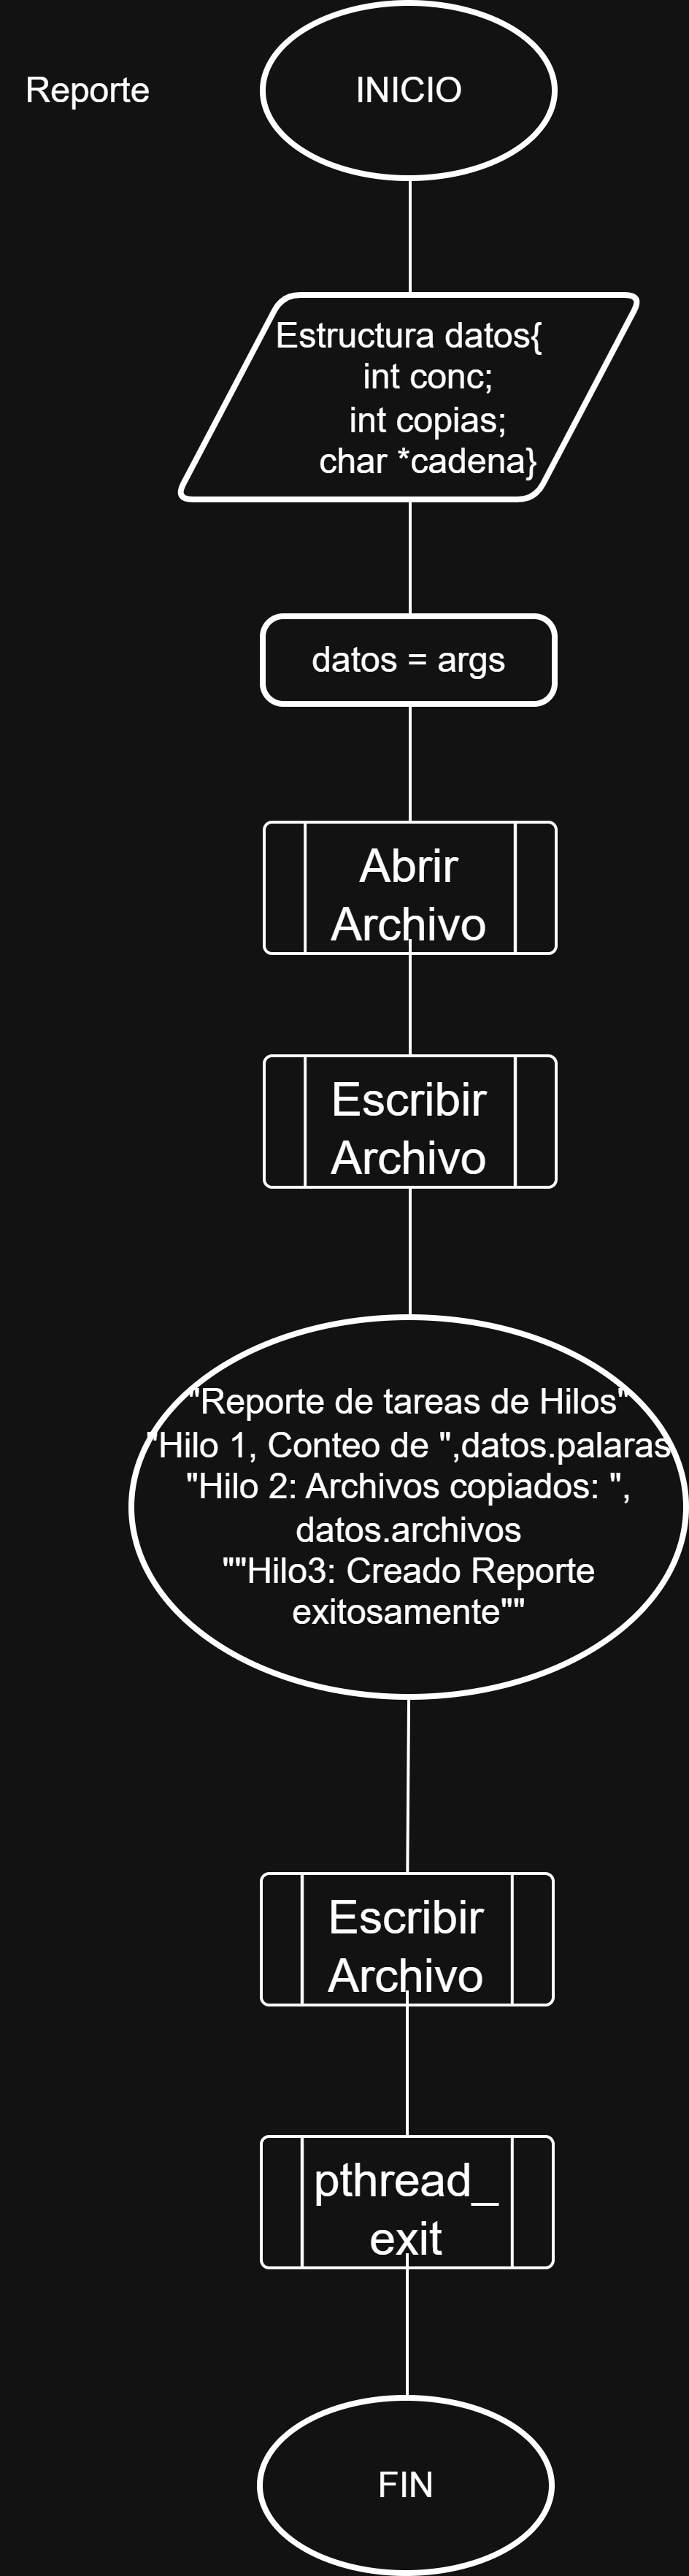 Reporte
INICIO
Estructura datos{
int conc;
int copias;
char *cadena}
datos = args
Abrir
Archivo
Escribir
Archivo
"Reporte de tareas de Hilos"
"Hilo 1, Conteo de ",datos.palaras
"Hilo 2: Archivos copiados: ",
datos.archivos
""Hilo3: Creado Reporte
exitosamente""
Escribir
Archivo
pthread_
exit
FIN